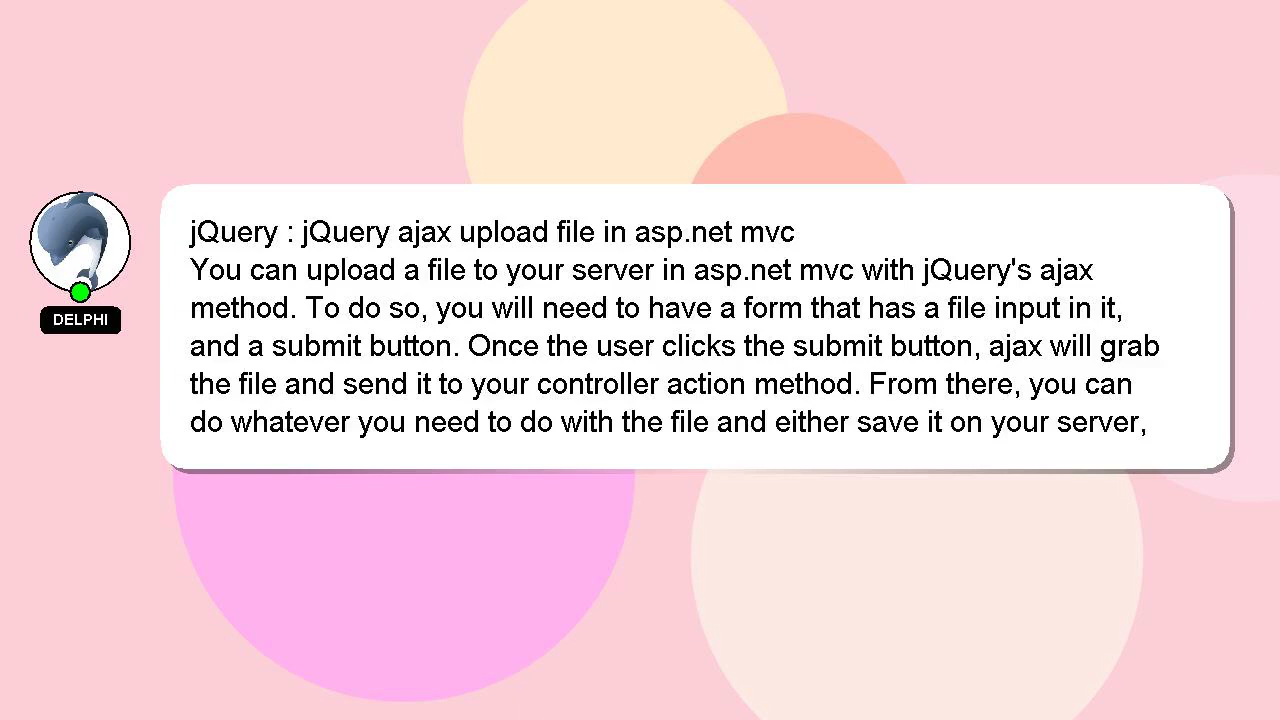 jQuery : jQuery ajax upload file in asp.net mvc
You can upload a file to your server in asp.net mvc with jQuery's ajax
method. To do so, you will need to have a form that has a file input in it,
and a submit button. Once the user clicks the submit button, ajax will grab
the file and send it to your controller action method. From there, you can
do whatever you need to do with the file and either save it on your server,
DELPHI